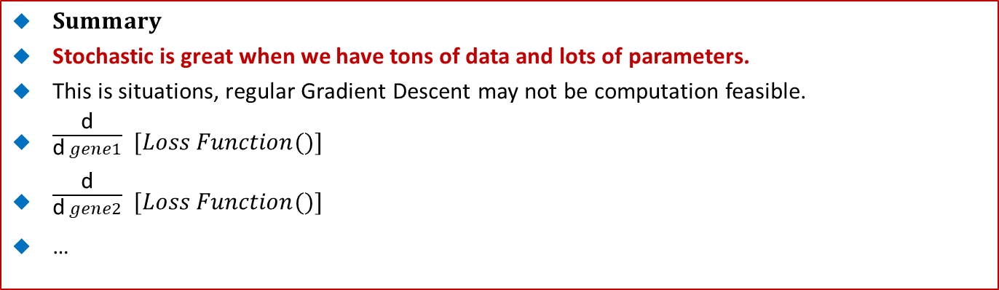 Summary
Stochastic is great when we have tons of data and lots of parameters.
This is situations, regular Gradient Descent may not be computation feasible.
d
d gene1 [Loss Function()]
d
d gene2 [Loss Function()]
…